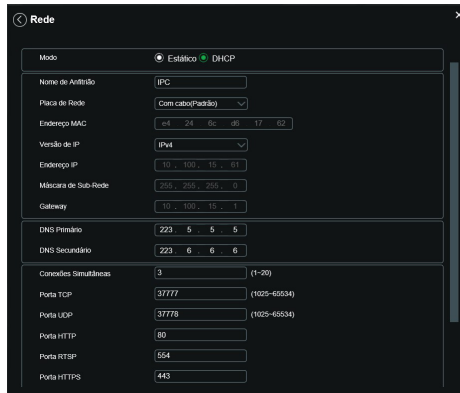 Rede
Modo Estático DHCP
Nome de Anfitrião IPC
Placa de Rede Com cabo(Padrão)
Endereço MAC e4 24 6c d6 17 62
Versão de IP IPv4
Endereço IP 10 . 100 . 15 . 61
Máscara de Sub-Rede 255 . 255 . 255 . 0
Gateway 10 . 100 . 15 . 1
DNS Primário 223 . 5 . 5 . 5
DNS Secundário 223 . 6 . 6 . 6
Conexões Simultâneas 3 (1~20)
Porta TCP 37777 (1025~65534)
Porta UDP 37778 (1025~65534)
Porta HTTP 80
Porta RTSP 554
Porta HTTPS 443